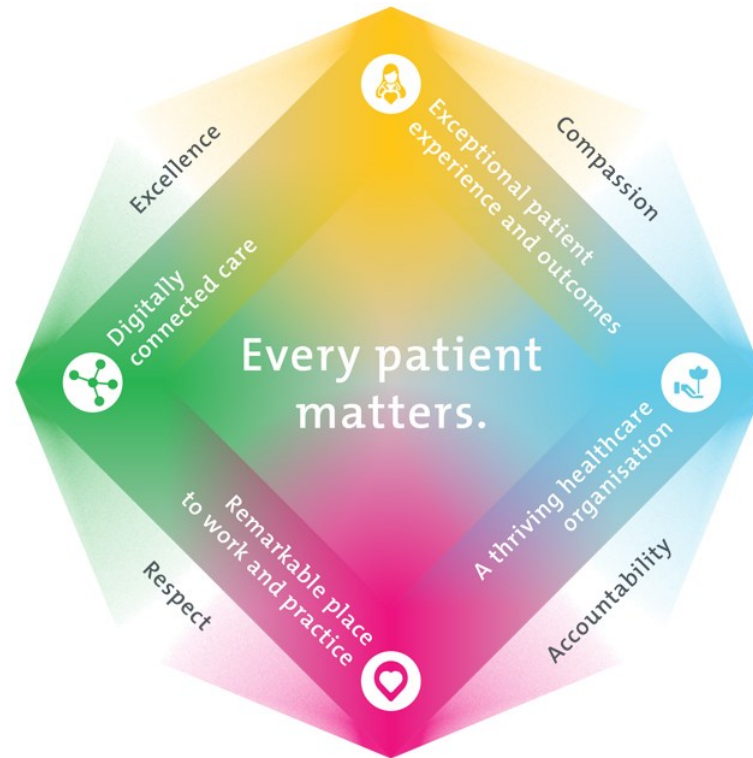 Excellence
Compassion
Exceptional patient
experience and outcomes
Digitally
connected care
Every patient
matters.
Remarkable place
to work and practice
A thriving healthcare
organisation
Respect
Accountability